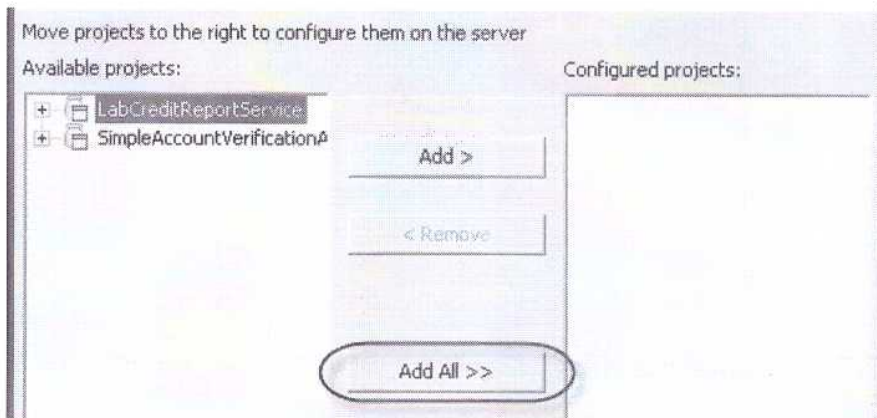 Move projects to the right to configure them on the server
Available projects:
Configured projects:
LabCreditReportService
SimpleAccountVerificationA
Add >
< Remove
Add All >>